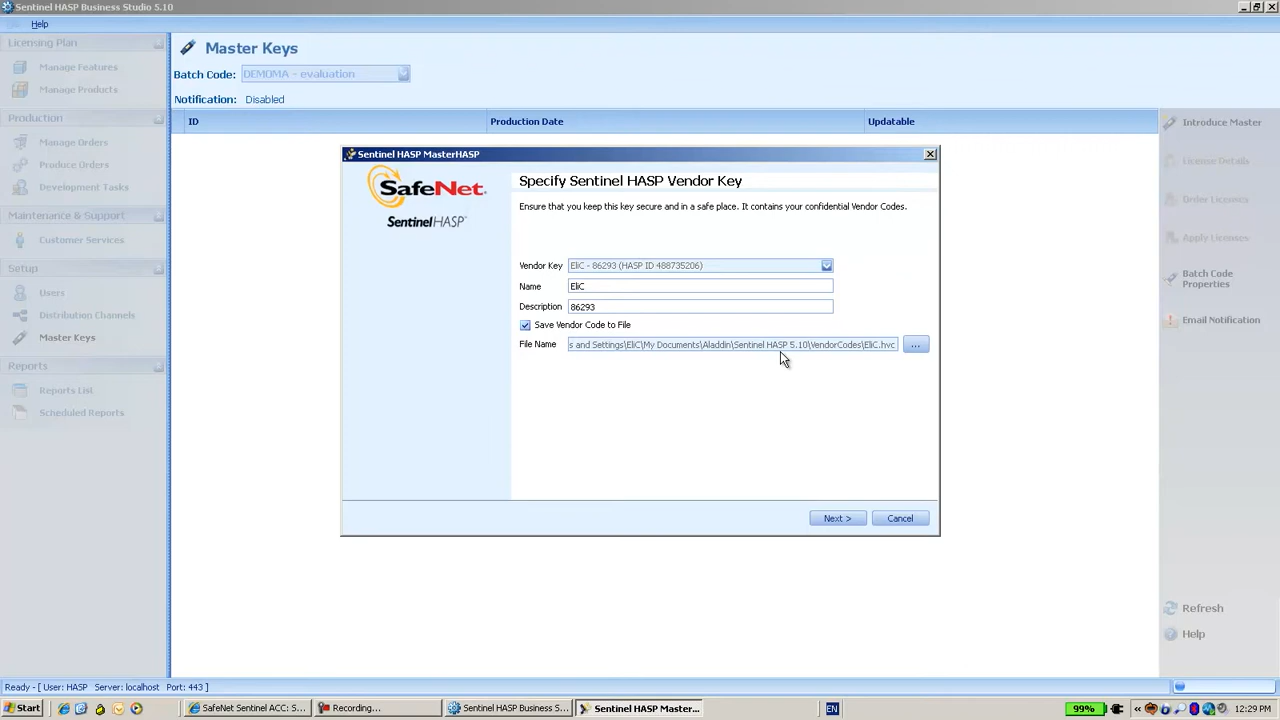 Sentinel HASP Business Studio 5.10
Help
Licensing Plan
Manage Features
Manage Products
Production
Manage Orders
Produce Orders
Development Tasks
Maintenance & Support
Customer Services
Setup
Users
Distribution Channels
Master Keys
Reports
Reports List
Scheduled Reports
Master Keys
Batch Code: DEMOMA - evaluation
Notification: Disabled
ID Production Date Updatable
Sentinel HASP MasterHASP
SafeNet.
SentinelHASP™
Specify Sentinel HASP Vendor Key
Ensure that you keep this key secure and in a safe place. It contains your confidential Vendor Codes.
Vendor Key EliC - 86293 (HASP ID 488735206)
Name EliC
Description 86293
Save Vendor Code to File
File Name s and Settings\EliC\My Documents\Aladdin\Sentinel HASP 5.10\VendorCodes\EliC.hvc ...
Next > Cancel
Introduce Master
License Details
Order Licenses
Apply Licenses
Batch Code
Properties
Email Notification
Refresh
Help
Ready - [ User: HASP Server: localhost Port: 443 ]
Start SafeNet Sentinel ACC: S... Recording... Sentinel HASP Business S... Sentinel HASP Master... EN 99% 12:29 PM